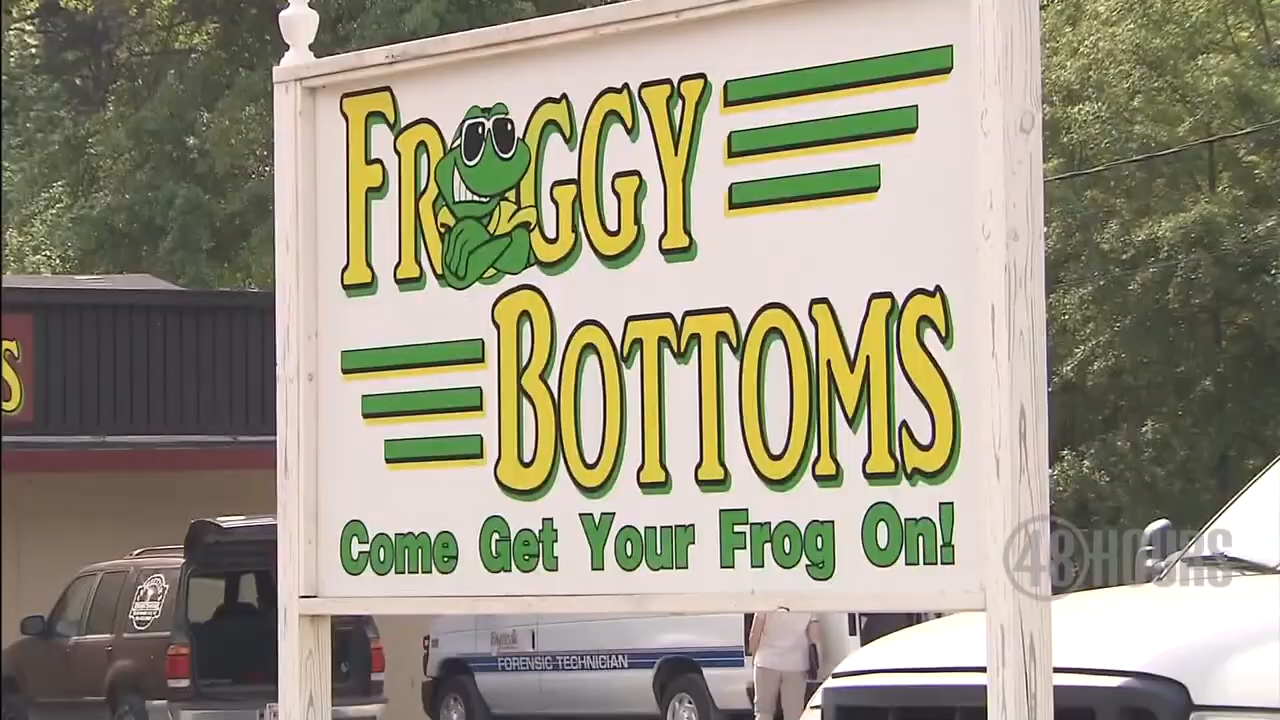 FROGGY
BOTTOMS
Come Get Your Frog On!
S
48 HOURS
FORENSIC TECHNICIAN